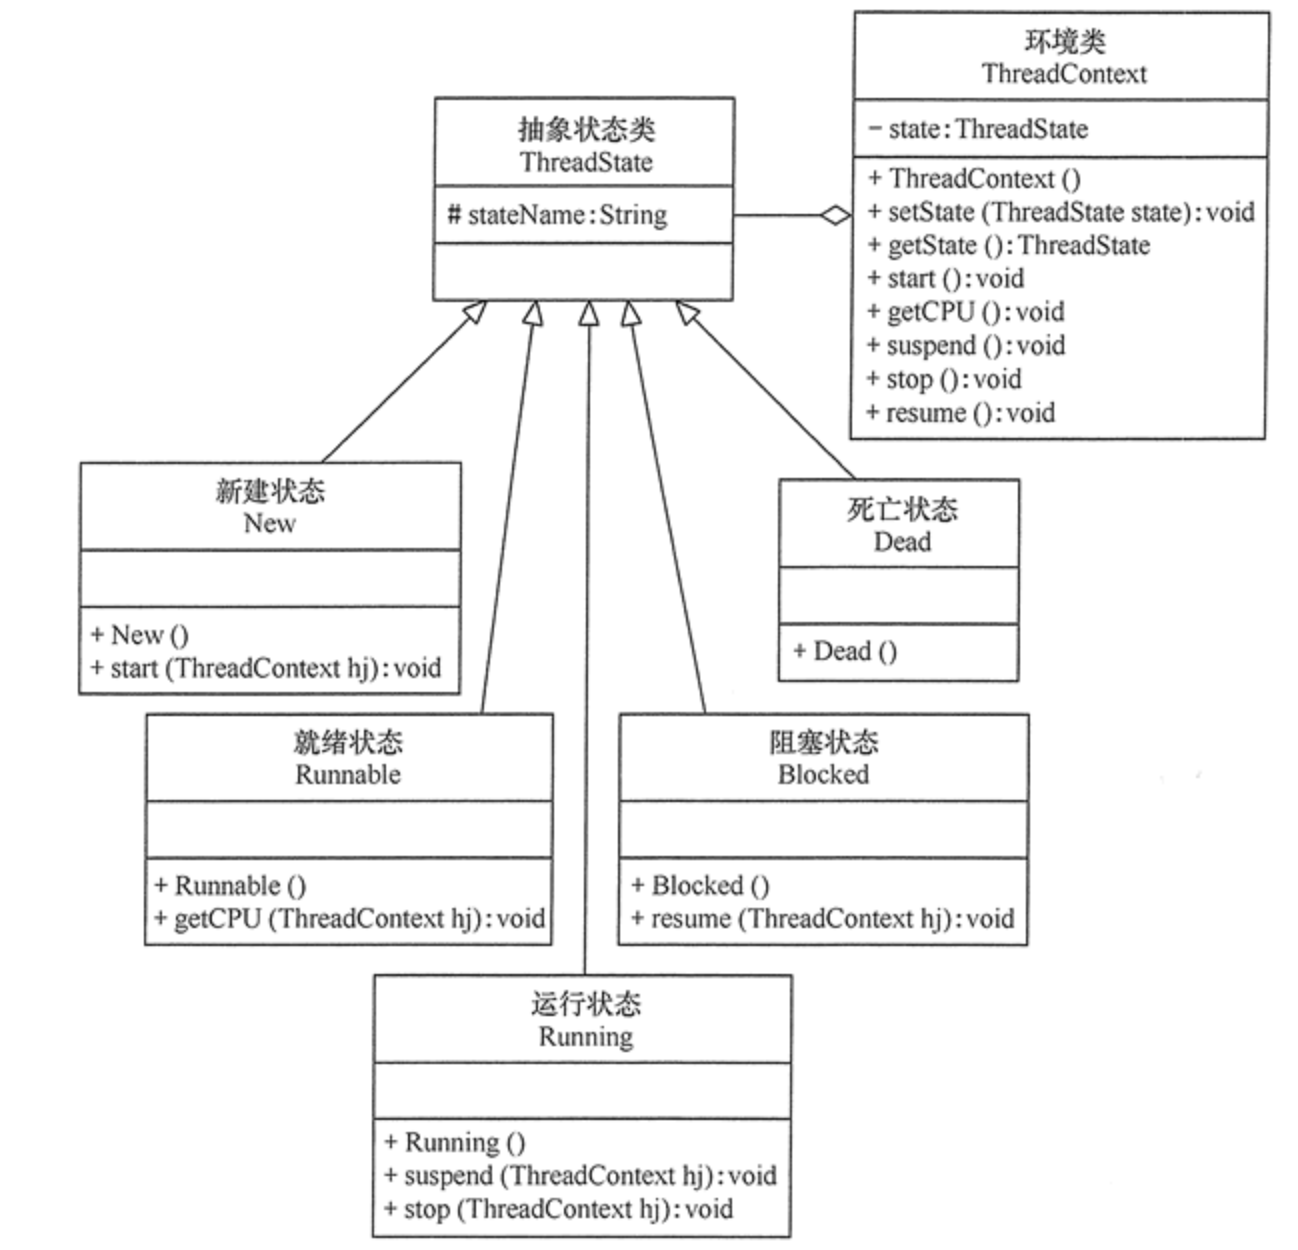 环境类
ThreadContext
- state:ThreadState
+ ThreadContext ()
+ setState (ThreadState state):void
+ getState ():ThreadState
+ start ():void
+ getCPU ():void
+ suspend ():void
+ stop ():void
+ resume ():void
抽象状态类
ThreadState
# stateName:String
新建状态
New
+ New ()
+ start (ThreadContext hj):void
死亡状态
Dead
+ Dead ()
就绪状态
Runnable
+ Runnable ()
+ getCPU (ThreadContext hj):void
阻塞状态
Blocked
+ Blocked ()
+ resume (ThreadContext hj):void
运行状态
Running
+ Running ()
+ suspend (ThreadContext hj):void
+ stop (ThreadContext hj):void